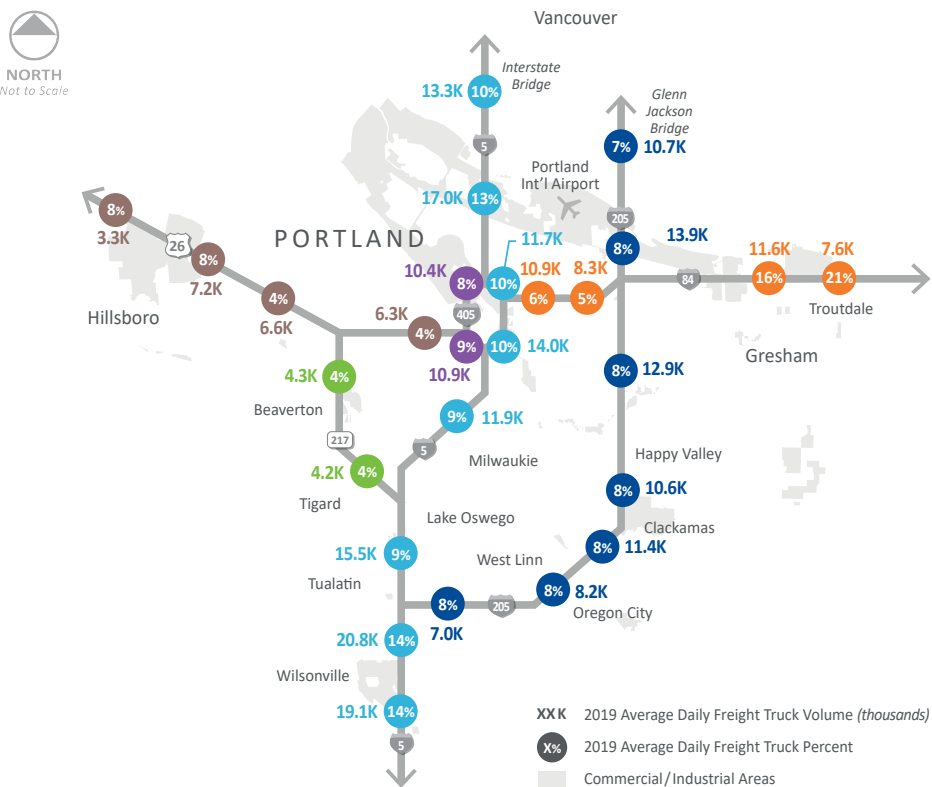 Vancouver
NORTH
Not to Scale
Interstate
Bridge
13.3K
10%
Glenn
Jackson
Bridge
5
7%
10.7K
Portland
Int'l Airport
17.0K
13%
8%
3.3K
26
205
PORTLAND
11.7K
13.9K
8%
8%
7.2K
10.4K
8%
10%
10.9K
6%
8.3K
5%
84
11.6K
16%
7.6K
21%
Troutdale
4%
6.6K
Hillsboro
405
6.3K
4%
9%
10.9K
10%
14.0K
Gresham
4.3K
4%
8%
12.9K
Beaverton
9%
11.9K
217
5
4.2K
4%
Milwaukie
Happy Valley
Tigard
8%
10.6K
Lake Oswego
Clackamas
15.5K
9%
8%
11.4K
West Linn
Tualatin
8%
8.2K
8%
7.0K
205
Oregon City
20.8K
14%
Wilsonville
19.1K
14%
5
XXK 2019 Average Daily Freight Truck Volume (thousands)
X% 2019 Average Daily Freight Truck Percent
Commercial/Industrial Areas